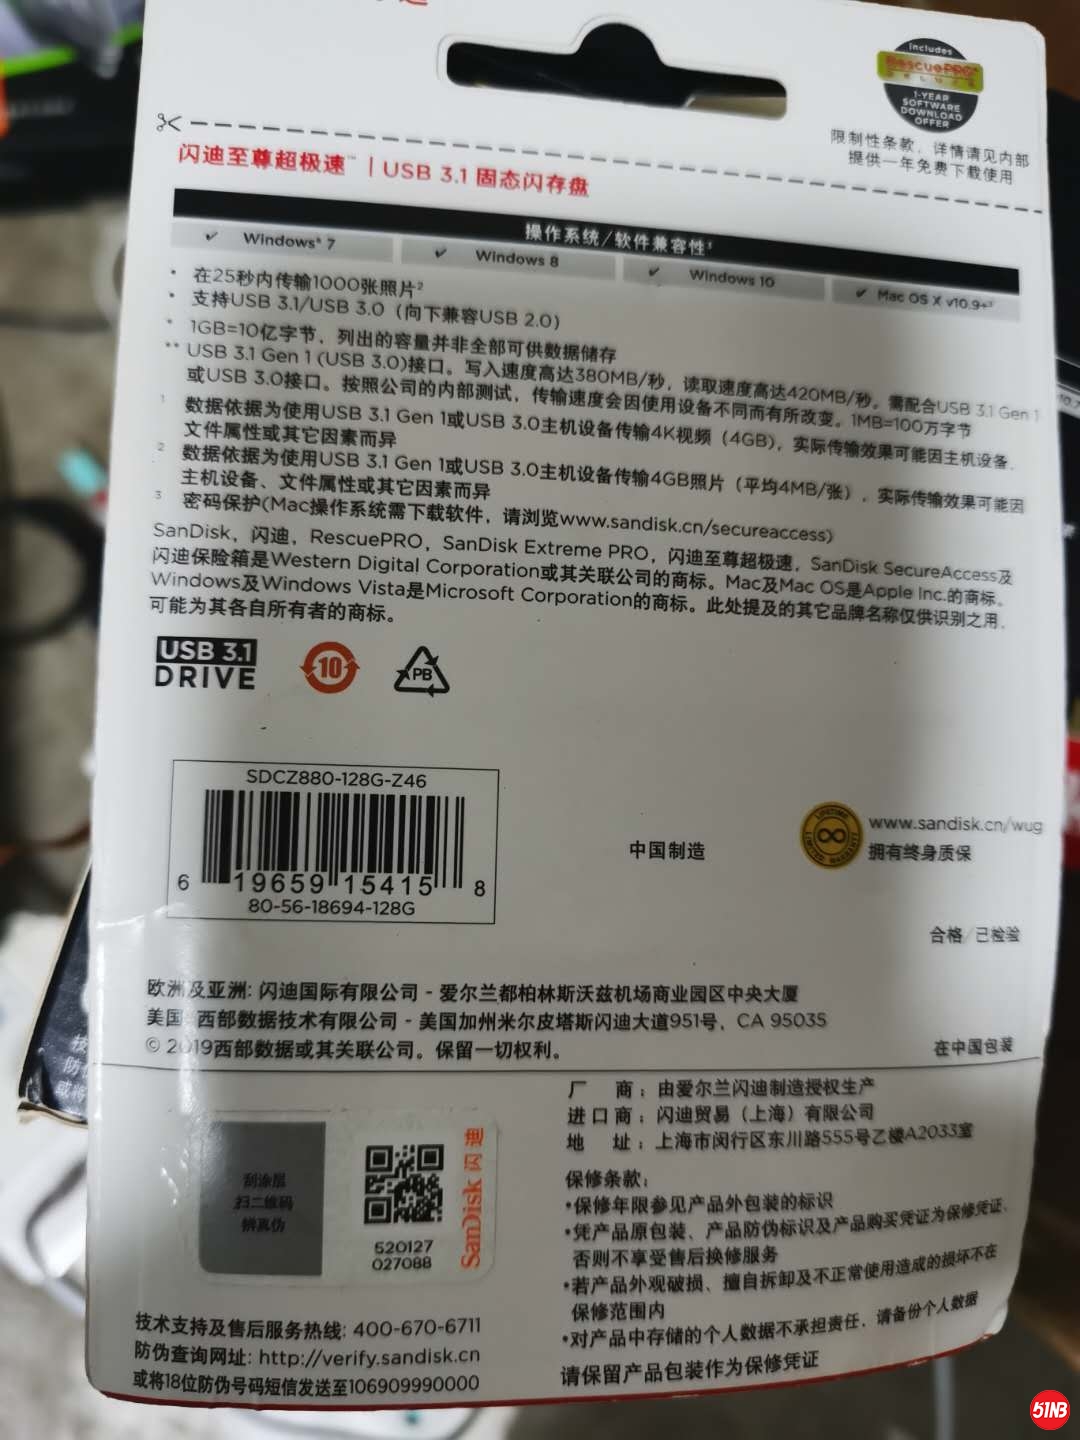 includes
RescuePRO
DELUXE
1-YEAR
SOFTWARE
DOWNLOAD
OFFER
限制性条款，详情请见内部
提供一年免费下载使用
闪迪至尊超极速™ | USB 3.1 固态闪存盘
操作系统/软件兼容性³
✓ Windows® 7 ✓ Windows 8 ✓ Windows 10 ✓ Mac OS X v10.9+³
• 在25秒内传输1000张照片²
• 支持USB 3.1/USB 3.0（向下兼容USB 2.0）
* 1GB=10亿字节，列出的容量并非全部可供数据储存
** USB 3.1 Gen 1 (USB 3.0)接口。写入速度高达380MB/秒，读取速度高达420MB/秒。需配合USB 3.1 Gen 1
或USB 3.0接口。按照公司的内部测试，传输速度会因使用设备不同而有所改变。1MB=100万字节
1 数据依据为使用USB 3.1 Gen 1或USB 3.0主机设备传输4K视频（4GB），实际传输效果可能因主机设备、
文件属性或其它因素而异
2 数据依据为使用USB 3.1 Gen 1或USB 3.0主机设备传输4GB照片（平均4MB/张），实际传输效果可能因
主机设备、文件属性或其它因素而异
3 密码保护(Mac操作系统需下载软件，请浏览www.sandisk.cn/secureaccess)
SanDisk，闪迪，RescuePRO，SanDisk Extreme PRO，闪迪至尊超极速，SanDisk SecureAccess及
闪迪保险箱是Western Digital Corporation或其关联公司的商标。Mac及Mac OS是Apple Inc.的商标。
Windows及Windows Vista是Microsoft Corporation的商标。此处提及的其它品牌名称仅供识别之用，
可能为其各自所有者的商标。
USB 3.1
DRIVE
10
PB
SDCZ880-128G-Z46
6 19659 15415 8
80-56-18694-128G
中国制造
LIFETIME
LIMITED WARRANTY
www.sandisk.cn/wug
拥有终身质保
合格/已检验
欧洲及亚洲: 闪迪国际有限公司 - 爱尔兰都柏林斯沃兹机场商业园区中央大厦
美国: 西部数据技术有限公司 - 美国加州米尔皮塔斯闪迪大道951号，CA 95035
© 2019西部数据或其关联公司。保留一切权利。
在中国包装
厂 商：由爱尔兰闪迪制造授权生产
进口商：闪迪贸易（上海）有限公司
地 址：上海市闵行区东川路555号乙楼A2033室
刮涂层
扫二维码
辨真伪
520127
027088
SanDisk 闪迪
保修条款：
•保修年限参见产品外包装的标识
•凭产品原包装、产品防伪标识及产品购买凭证为保修凭证，
否则不享受售后换修服务
•若产品外观破损、擅自拆卸及不正常使用造成的损坏不在
保修范围内
•对产品中存储的个人数据不承担责任，请备份个人数据
请保留产品包装作为保修凭证
技术支持及售后服务热线: 400-670-6711
防伪查询网址: http://verify.sandisk.cn
或将18位防伪号码短信发送至106909990000
51NB